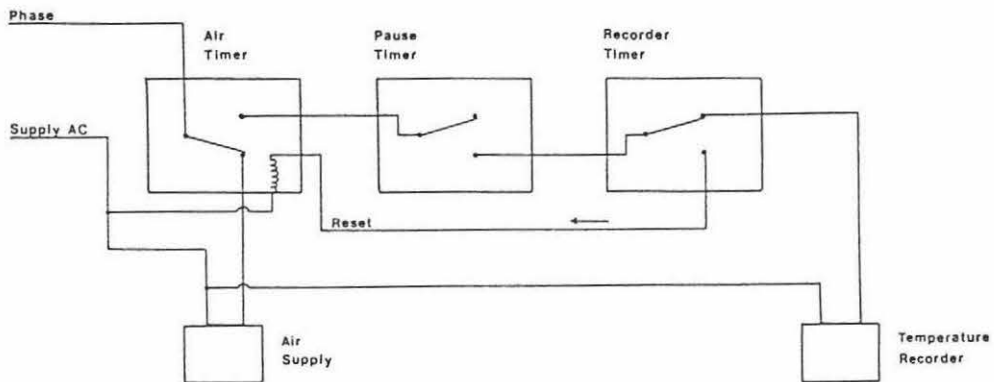 Phase
Air
Timer
Pause
Timer
Recorder
Timer
Supply AC
Reset
Air
Supply
Temperature
Recorder